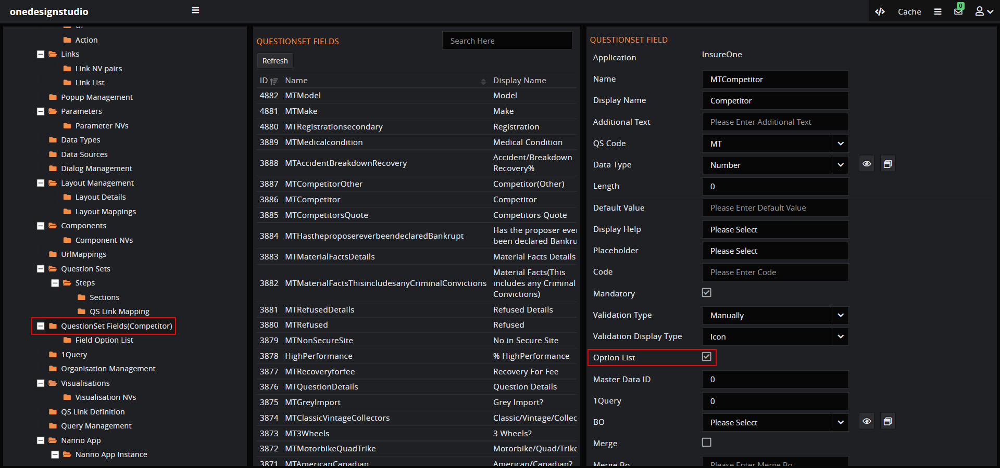 onedesignstudio
Cache
0
Action
Links
Link NV pairs
Link List
Popup Management
Parameters
Parameter NVs
Data Types
Data Sources
Dialog Management
Layout Management
Layout Details
Layout Mappings
Components
Component NVs
UrlMappings
Question Sets
Steps
Sections
QS Link Mapping
QuestionSet Fields(Competitor)
Field Option List
1Query
Organisation Management
Visualisations
Visualisation NVs
QS Link Definition
Query Management
Nanno App
Nanno App Instance
QUESTIONSET FIELDS
Search Here
Refresh
ID Name Display Name
4882 MTModel Model
4881 MTMake Make
4880 MTRegistrationsecondary Registration
3889 MTMedicalcondition Medical Condition
3888 MTAccidentBreakdownRecovery Accident/Breakdown
Recovery%
3887 MTCompetitorOther Competitor(Other)
3886 MTCompetitor Competitor
3885 MTCompetitorsQuote Competitors Quote
3884 MTHastheproposereverbeendeclaredBankrupt Has the proposer ever
been declared Bankru
3883 MTMaterialFactsDetails Material Facts Details
3882 MTMaterialFactsThisincludesanyCriminalConvictions Material Facts(This
includes any Criminal
Convictions)
3881 MTRefusedDetails Refused Details
3880 MTRefused Refused
3879 MTNonSecureSite No.in Secure Site
3878 HighPerformance % HighPerformance
3877 MTRecoveryforfee Recovery For Fee
3876 MTQuestionDetails Question Details
3875 MTGreyImport Grey Import?
3874 MTClassicVintageCollectors Classic/Vintage/Collec
3873 MT3Wheels 3 Wheels?
3872 MTMotorbikeQuadTrike Motorbike/Quad/Trike
3871 MTAmericanCanadian American/Canadian?
QUESTIONSET FIELD
Application InsureOne
Name MTCompetitor
Display Name Competitor
Additional Text Please Enter Additional Text
QS Code MT
Data Type Number
Length 0
Default Value Please Enter Default Value
Display Help Please Select
Placeholder Please Select
Code Please Enter Code
Mandatory
Validation Type Manually
Validation Display Type Icon
Option List
Master Data ID 0
1Query 0
BO Please Select
Merge
Merge Bo Please Enter Merge Bo